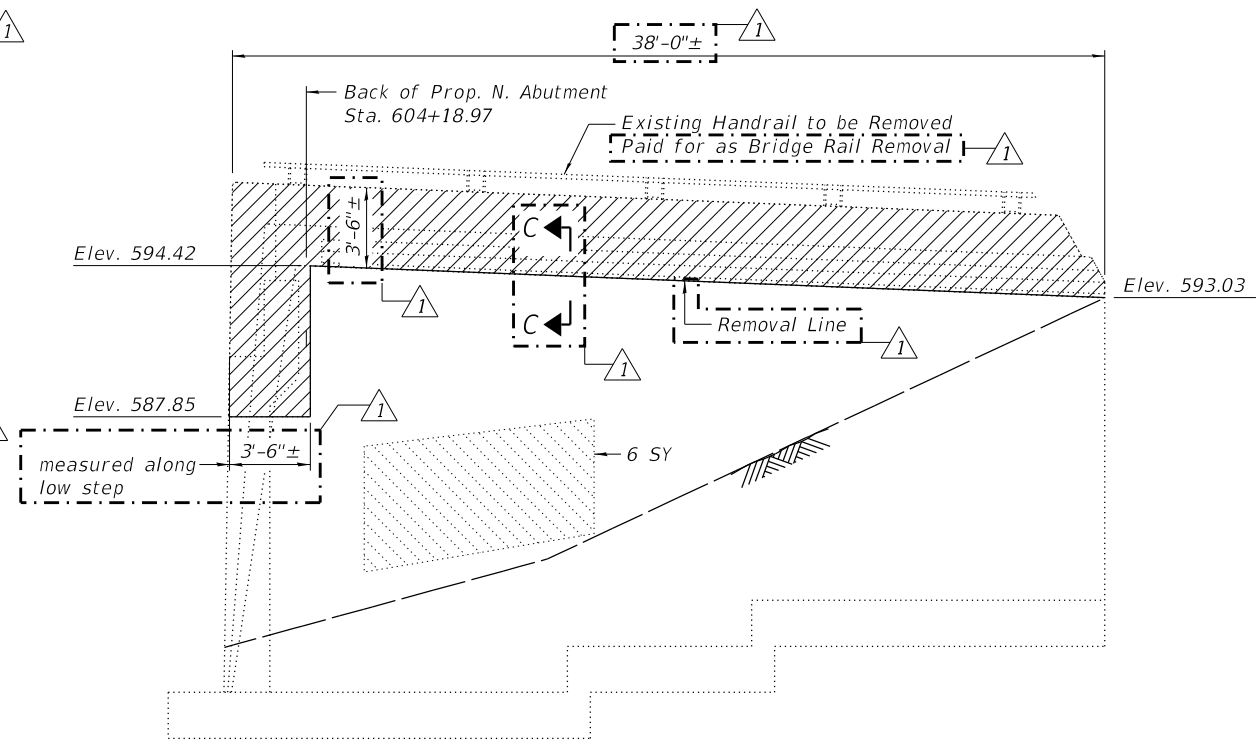 1
38'-0"±
1
Back of Prop. N. Abutment
Sta. 604+18.97
Existing Handrail to be Removed
Paid for as Bridge Rail Removal
1
3'-6"±
C
Elev. 594.42
Elev. 593.03
1
C
Removal Line
1
1
Elev. 587.85
1
3'-6"±
measured along
low step
6 SY